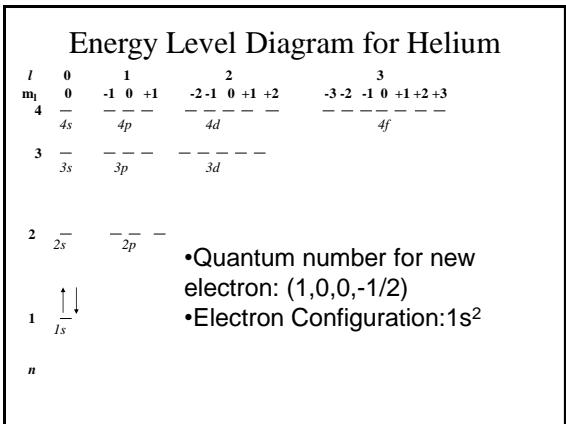 Energy Level Diagram for Helium
l 0 1 2 3
ml 0 -1 0 +1 -2 -1 0 +1 +2 -3 -2 -1 0 +1 +2 +3
4
4s 4p 4d 4f
3
3s 3p 3d
2
2s 2p
•Quantum number for new
electron: (1,0,0,-1/2)
1
•Electron Configuration:1s2
1s
n